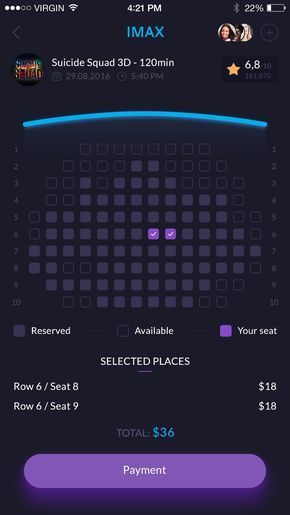 VIRGIN 4:21 PM 22%
IMAX
Suicide Squad 3D - 120min
29.08.2016 5:40 PM
6,8/10
181.870
1 1
2 2
3 3
4 4
5 5
6 6
7 7
8 8
9 9
10 10
Reserved Available Your seat
SELECTED PLACES
Row 6 / Seat 8 $18
Row 6 / Seat 9 $18
TOTAL: $36
Payment